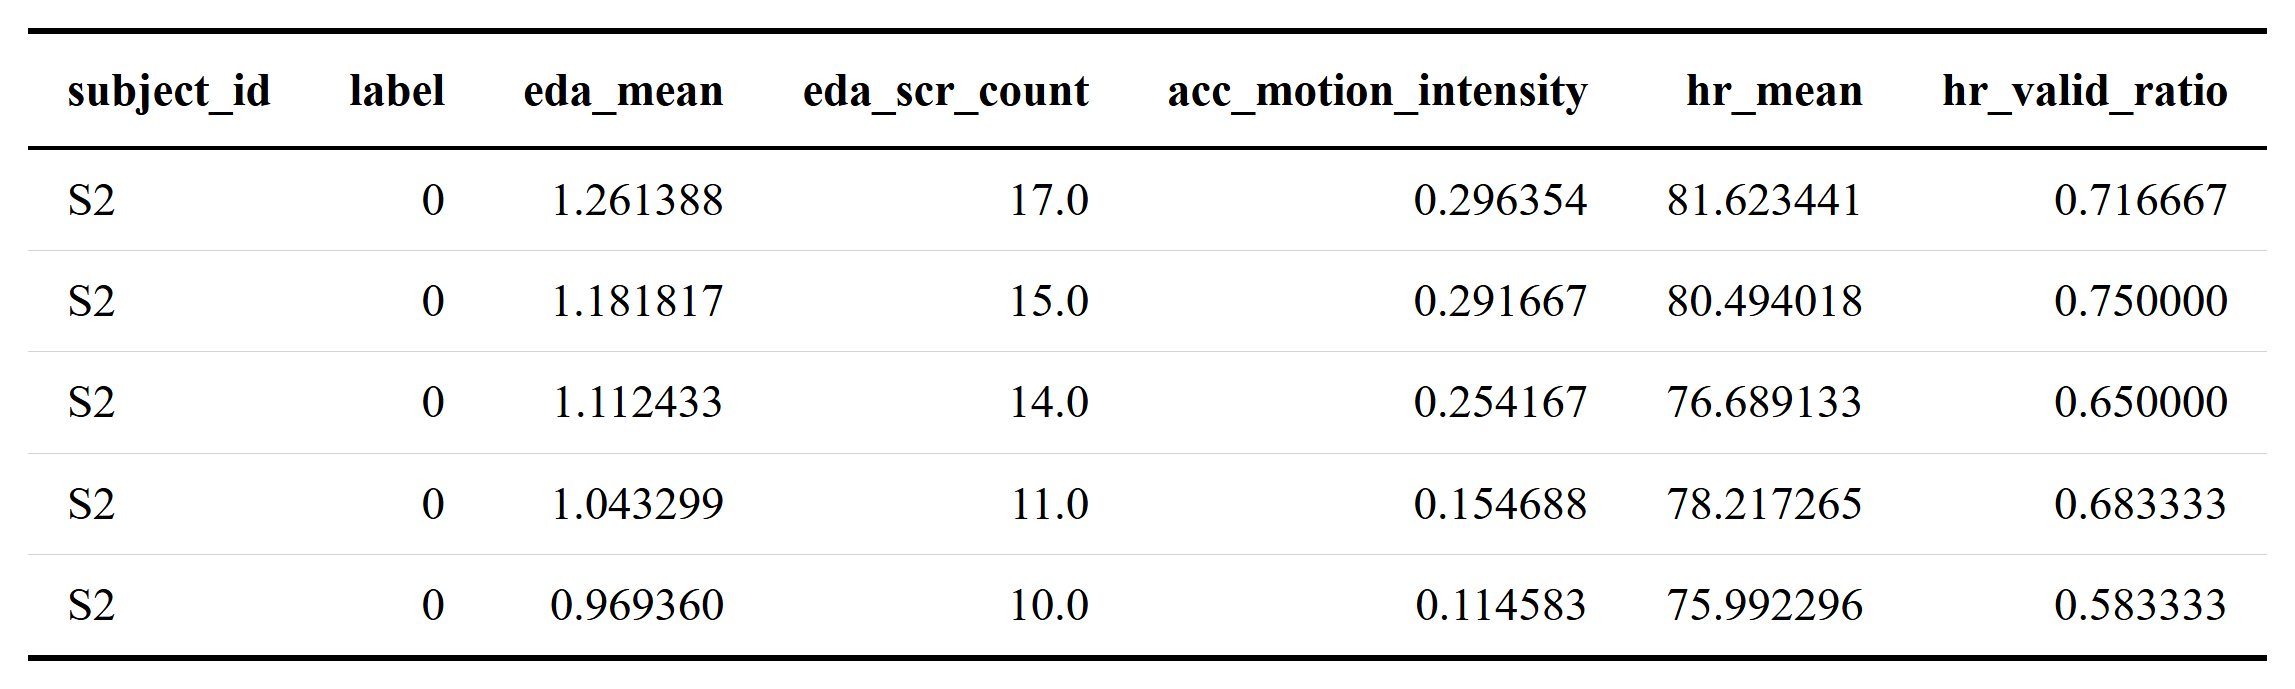 subject_id label eda_mean eda_scr_count acc_motion_intensity hr_mean hr_valid_ratio
S2 0 1.261388 17.0 0.296354 81.623441 0.716667
S2 0 1.181817 15.0 0.291667 80.494018 0.750000
S2 0 1.112433 14.0 0.254167 76.689133 0.650000
S2 0 1.043299 11.0 0.154688 78.217265 0.683333
S2 0 0.969360 10.0 0.114583 75.992296 0.583333